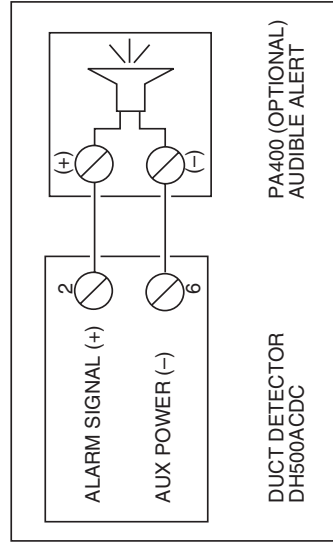 ALARM SIGNAL (+)
2
(+)
AUX POWER (–)
6
(–)
DUCT DETECTOR
DH500ACDC
PA400 (OPTIONAL)
AUDIBLE ALERT